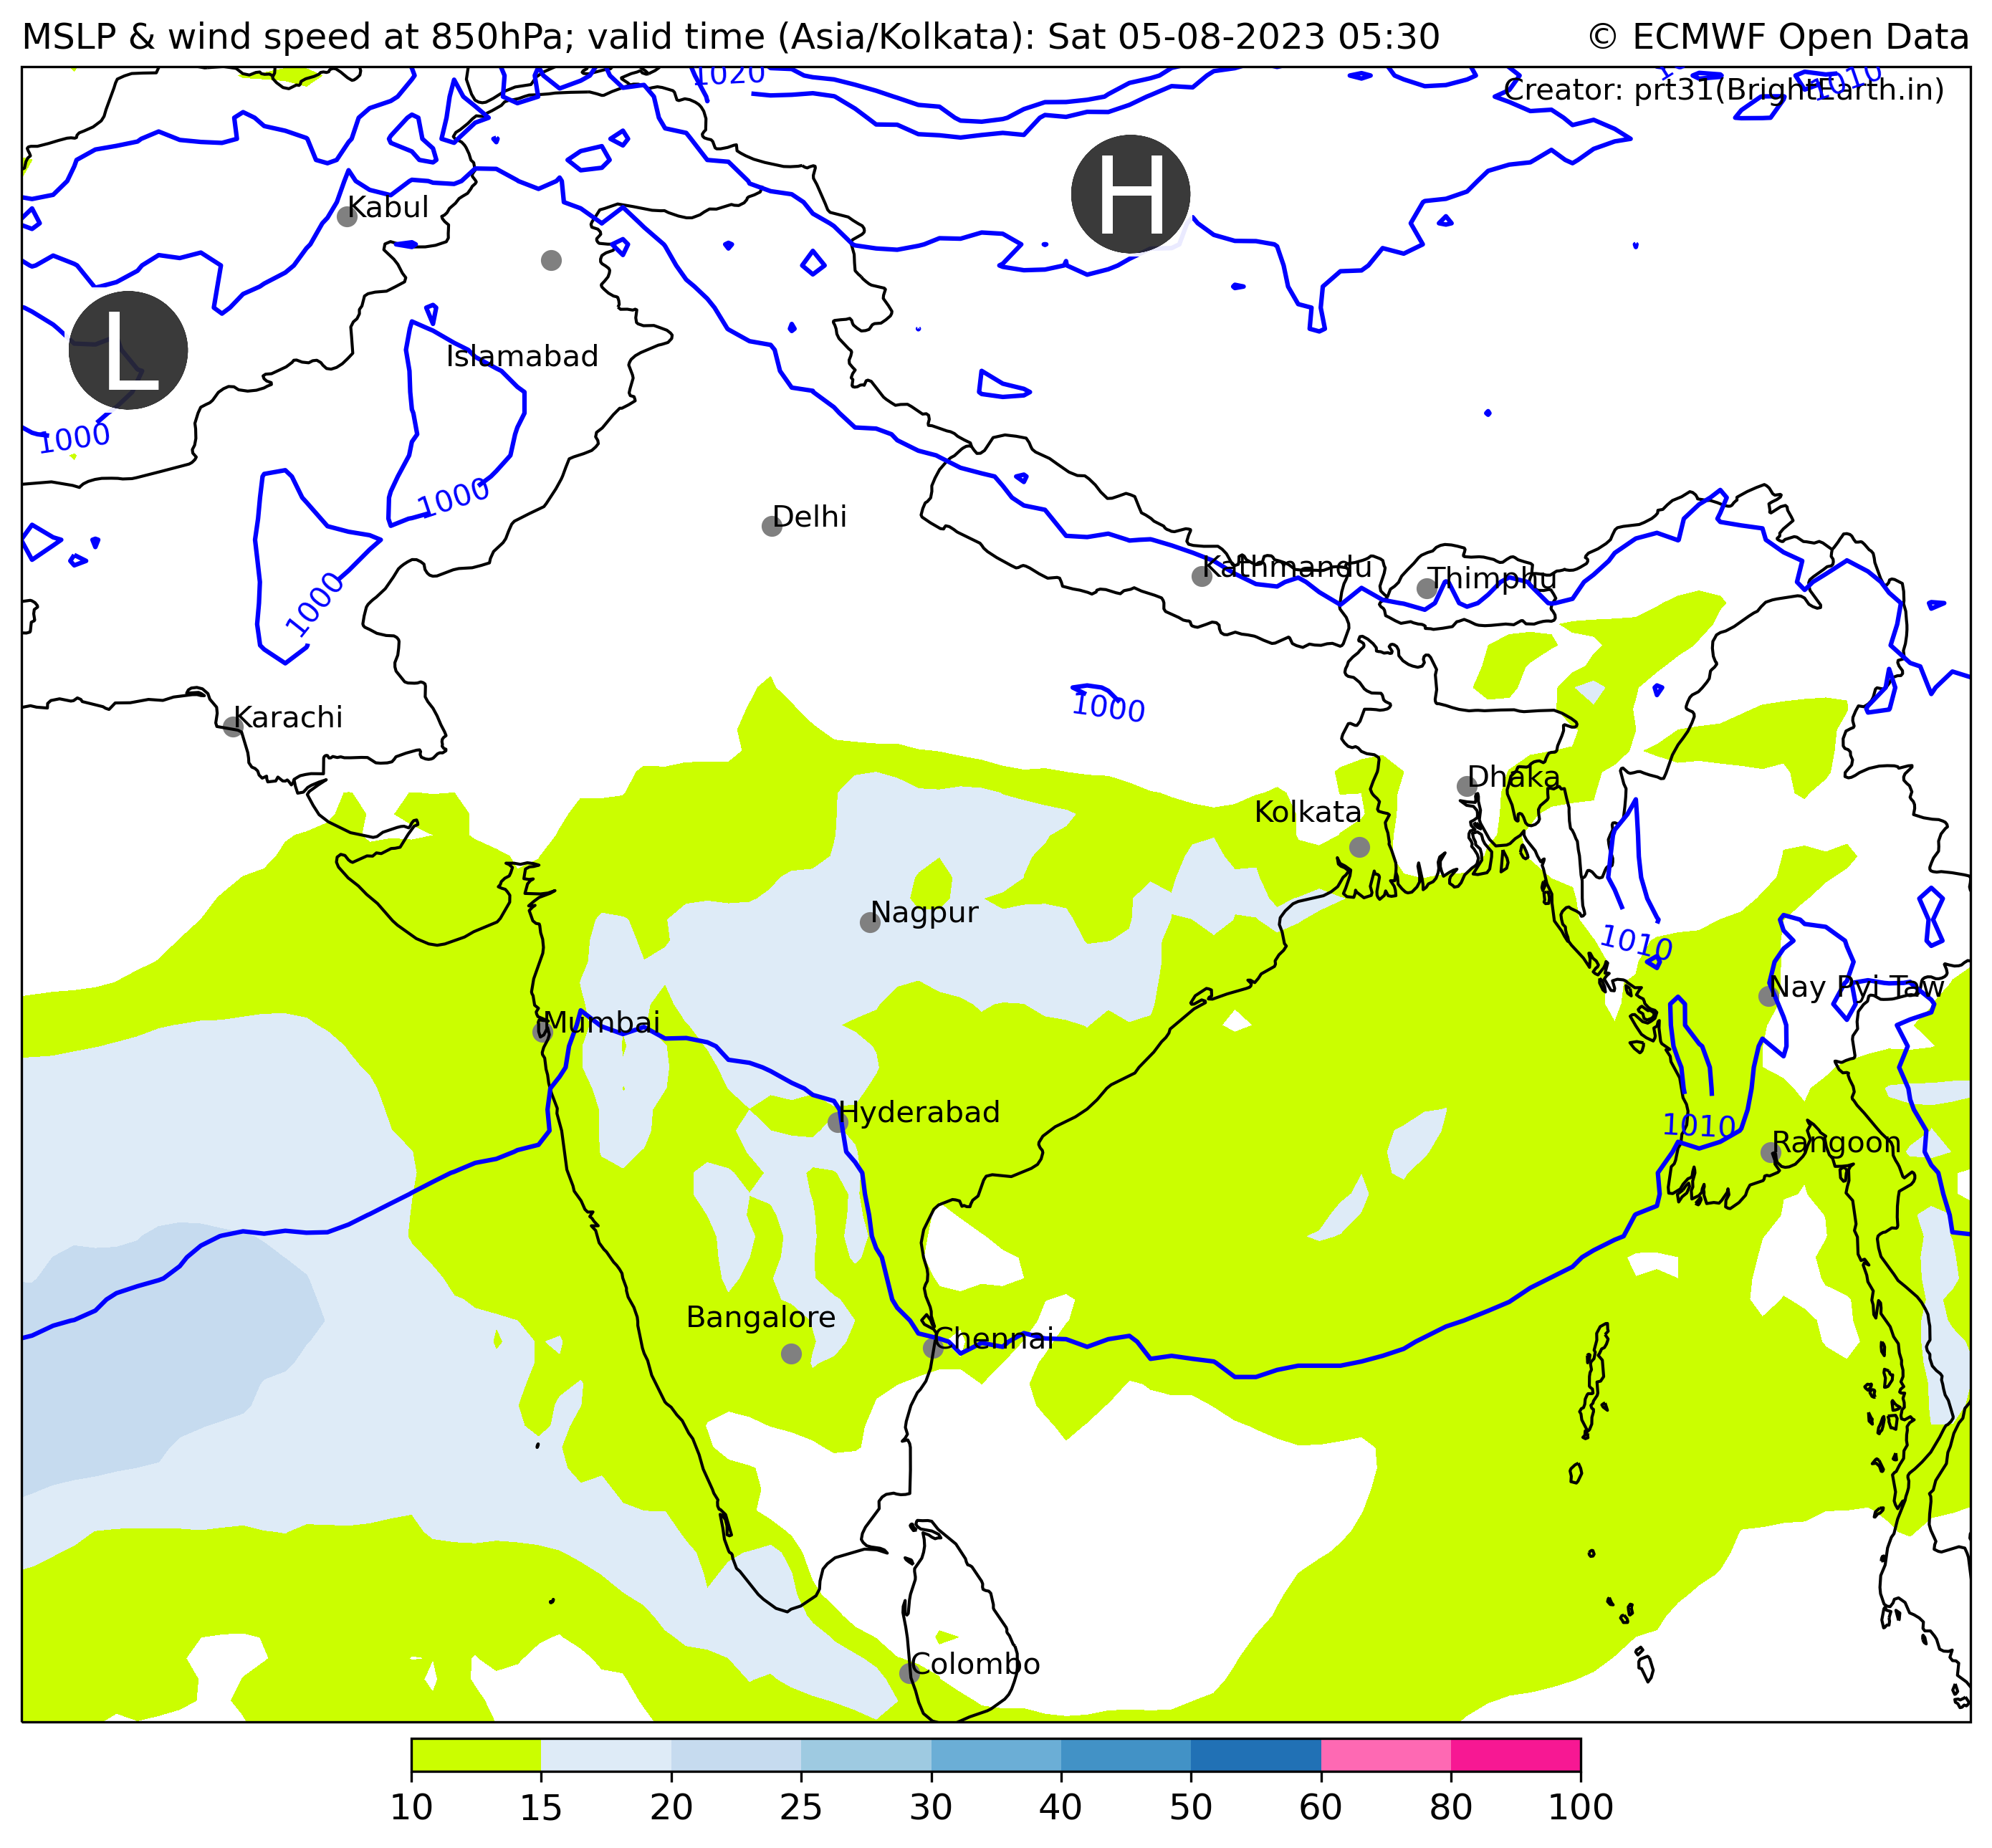 MSLP & wind speed at 850hPa; valid time (Asia/Kolkata): Sat 05-08-2023 05:30
© ECMWF Open Data
1020
1010
Creator: prt31(BrightEarth.in)
H
Kabul
L
Islamabad
1000
1000
Delhi
Kathmandu
Thimphu
1000
1000
Karachi
Dhaka
Kolkata
Nagpur
1010
Nay Pyi Taw
Mumbai
Hyderabad
1010
Rangoon
Bangalore
Chennai
Colombo
10 15 20 25 30 40 50 60 80 100